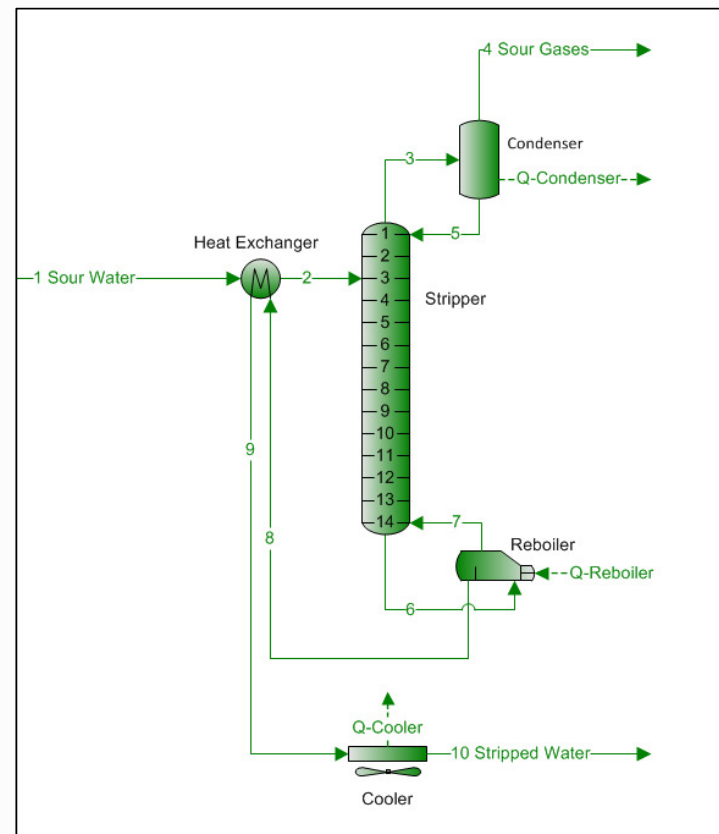 4 Sour Gases
Condenser
3
Q-Condenser
1
5
Heat Exchanger
2
1 Sour Water
2
3
Stripper
4
5
6
7
8
9
9
10
11
12
13
8
14
7
Reboiler
Q-Reboiler
6
Q-Cooler
10 Stripped Water
Cooler